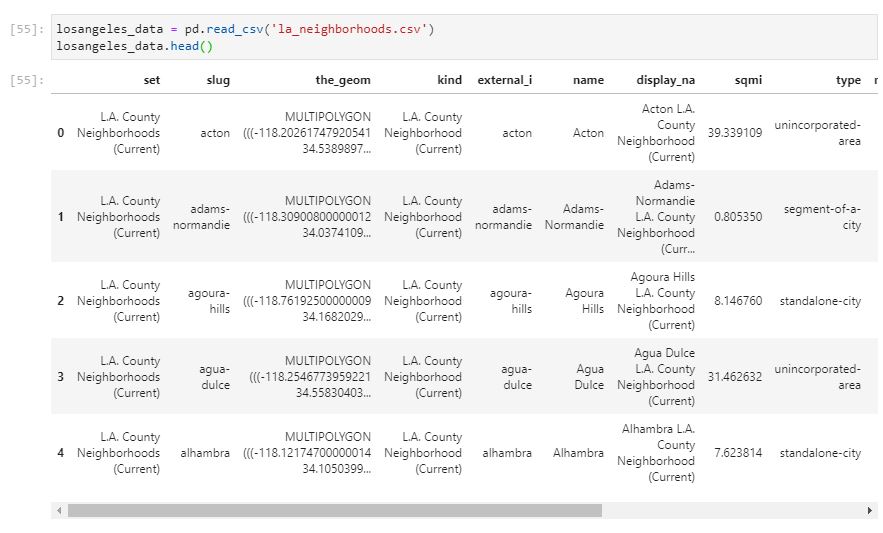 [55]: losangeles_data = pd.read_csv('la_neighborhoods.csv')
losangeles_data.head()
[55]:
set slug the_geom kind external_i name display_na sqmi type
0 L.A. County Neighborhoods (Current) acton MULTIPOLYGON (((-118.20261747920541 34.5389897... L.A. County Neighborhood (Current) acton Acton Acton L.A. County Neighborhood (Current) 39.339109 unincorporated-area
1 L.A. County Neighborhoods (Current) adams-normandie MULTIPOLYGON (((-118.30900800000012 34.0374109... L.A. County Neighborhood (Current) adams-normandie Adams-Normandie Adams-Normandie L.A. County Neighborhood (Curr... 0.805350 segment-of-a-city
2 L.A. County Neighborhoods (Current) agoura-hills MULTIPOLYGON (((-118.76192500000009 34.1682029... L.A. County Neighborhood (Current) agoura-hills Agoura Hills Agoura Hills L.A. County Neighborhood (Current) 8.146760 standalone-city
3 L.A. County Neighborhoods (Current) agua-dulce MULTIPOLYGON (((-118.2546773959221 34.55830403... L.A. County Neighborhood (Current) agua-dulce Agua Dulce Agua Dulce L.A. County Neighborhood (Current) 31.462632 unincorporated-area
4 L.A. County Neighborhoods (Current) alhambra MULTIPOLYGON (((-118.12174700000014 34.1050399... L.A. County Neighborhood (Current) alhambra Alhambra Alhambra L.A. County Neighborhood (Current) 7.623814 standalone-city